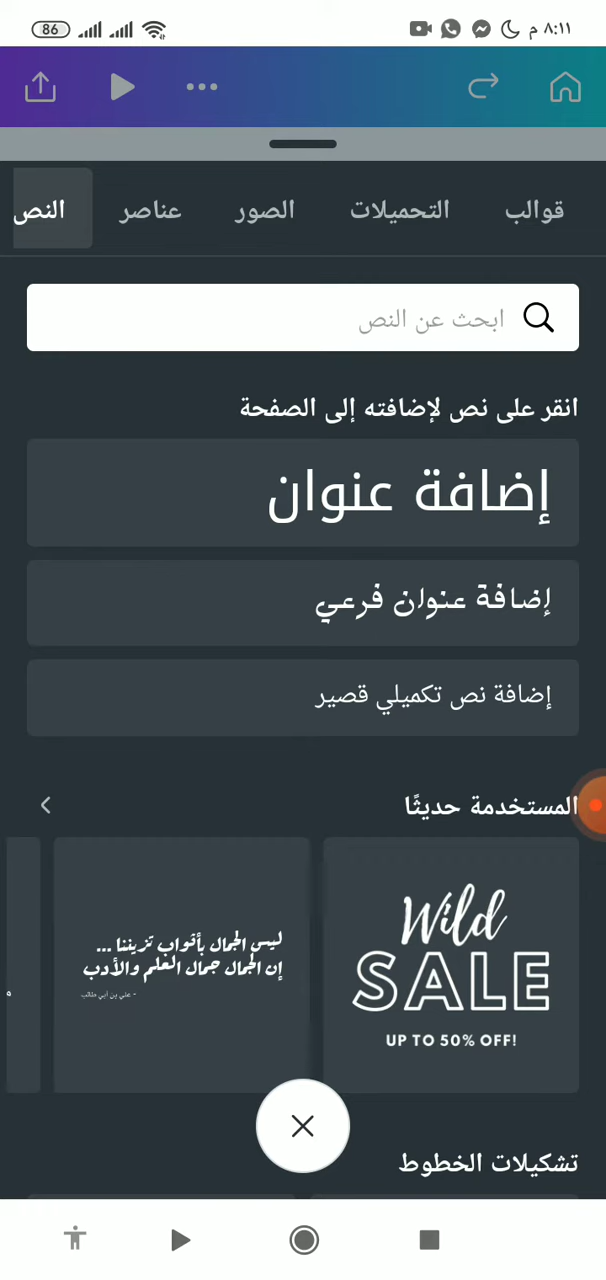 86
٨:١١ م
قوالب التحميلات الصور عناصر النص
ابحث عن النص
انقر على نص لإضافته إلى الصفحة
إضافة عنوان
إضافة عنوان فرعي
إضافة نص تكميلي قصير
المستخدمة حديثًا
Wild
SALE
UP TO 50% OFF!
ليس الجمال بأثواب تزيننا ...
إن الجمال جمال العلم والأدب
- علي بن أبي طالب
تشكيلات الخطوط